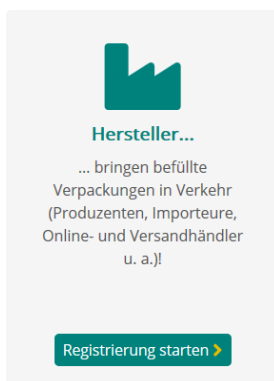 Hersteller...
... bringen befüllte
Verpackungen in Verkehr
(Produzenten, Importeure,
Online- und Versandhändler
u. a.)!
Registrierung starten